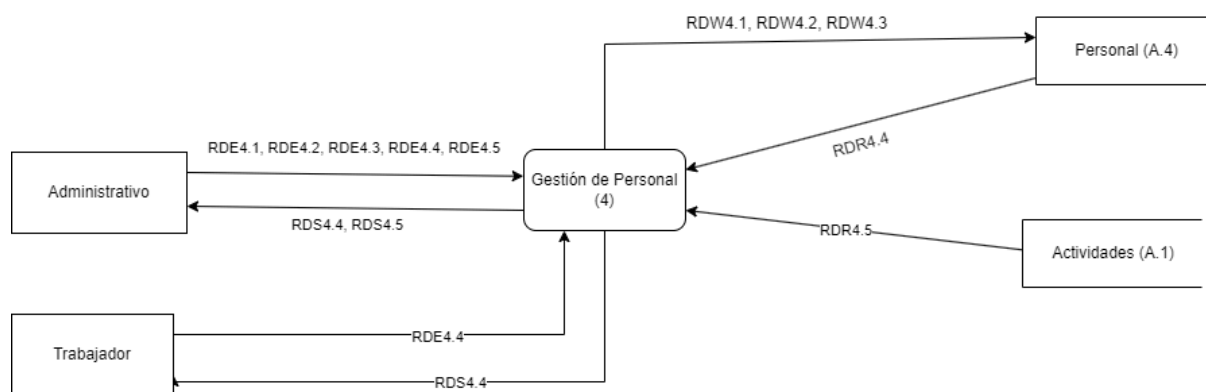 RDW4.1, RDW4.2, RDW4.3
Personal (A.4)
RDR4.4
RDE4.1, RDE4.2, RDE4.3, RDE4.4, RDE4.5
Administrativo
Gestión de Personal
(4)
RDS4.4, RDS4.5
RDR4.5
Actividades (A.1)
RDE4.4
Trabajador
RDS4.4